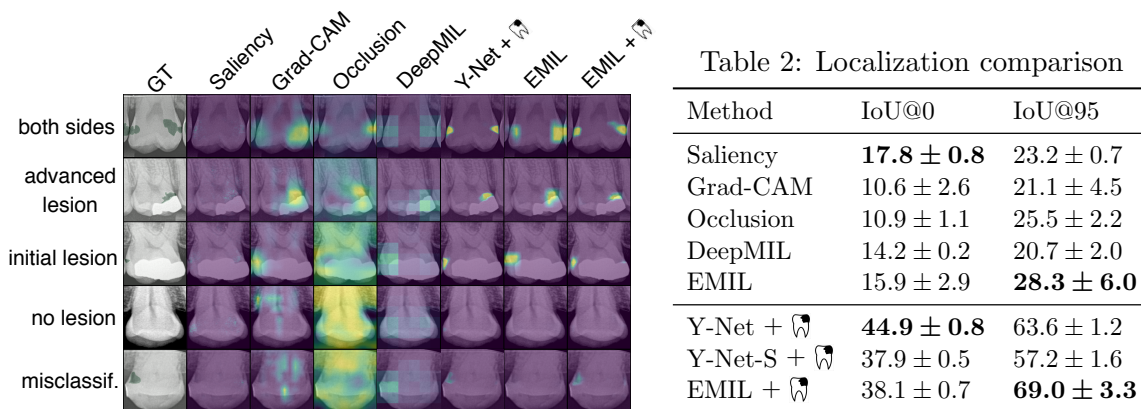 GT
Saliency
Grad-CAM
Occlusion
DeepMIL
Y-Net +
EMIL
EMIL +
both sides
advanced
lesion
initial lesion
no lesion
misclassif.
Table 2: Localization comparison
Method IoU@0 IoU@95
Saliency 17.8 ± 0.8 23.2 ± 0.7
Grad-CAM 10.6 ± 2.6 21.1 ± 4.5
Occlusion 10.9 ± 1.1 25.5 ± 2.2
DeepMIL 14.2 ± 0.2 20.7 ± 2.0
EMIL 15.9 ± 2.9 28.3 ± 6.0
Y-Net + 44.9 ± 0.8 63.6 ± 1.2
Y-Net-S + 37.9 ± 0.5 57.2 ± 1.6
EMIL + 38.1 ± 0.7 69.0 ± 3.3